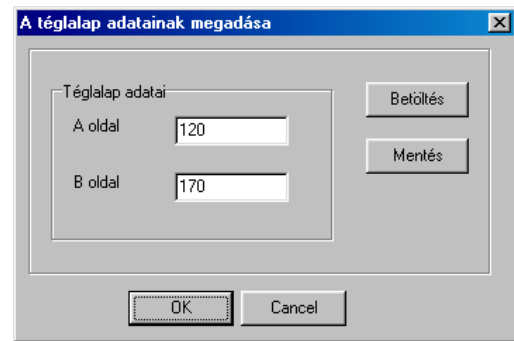 A téglalap adatainak megadása
Téglalap adatai
A oldal
120
B oldal
170
Betöltés
Mentés
OK
Cancel